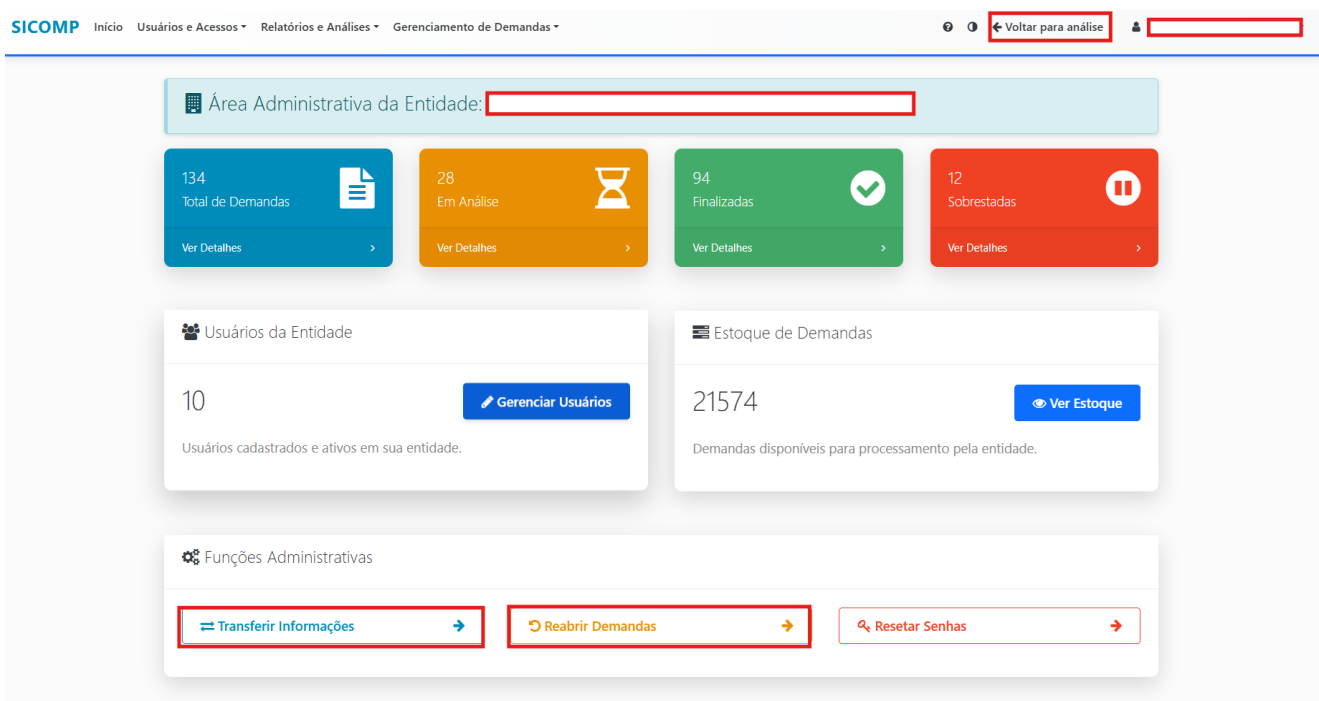 SICOMP Início Usuários e Acessos Relatórios e Análises Gerenciamento de Demandas Voltar para análise
Área Administrativa da Entidade:
134
Total de Demandas
Ver Detalhes
28
Em Análise
Ver Detalhes
94
Finalizadas
Ver Detalhes
12
Sobrestadas
Ver Detalhes
Usuários da Entidade
10
Gerenciar Usuários
Usuários cadastrados e ativos em sua entidade.
Estoque de Demandas
21574
Ver Estoque
Demandas disponíveis para processamento pela entidade.
Funções Administrativas
Transferir Informações
Reabrir Demandas
Resetar Senhas